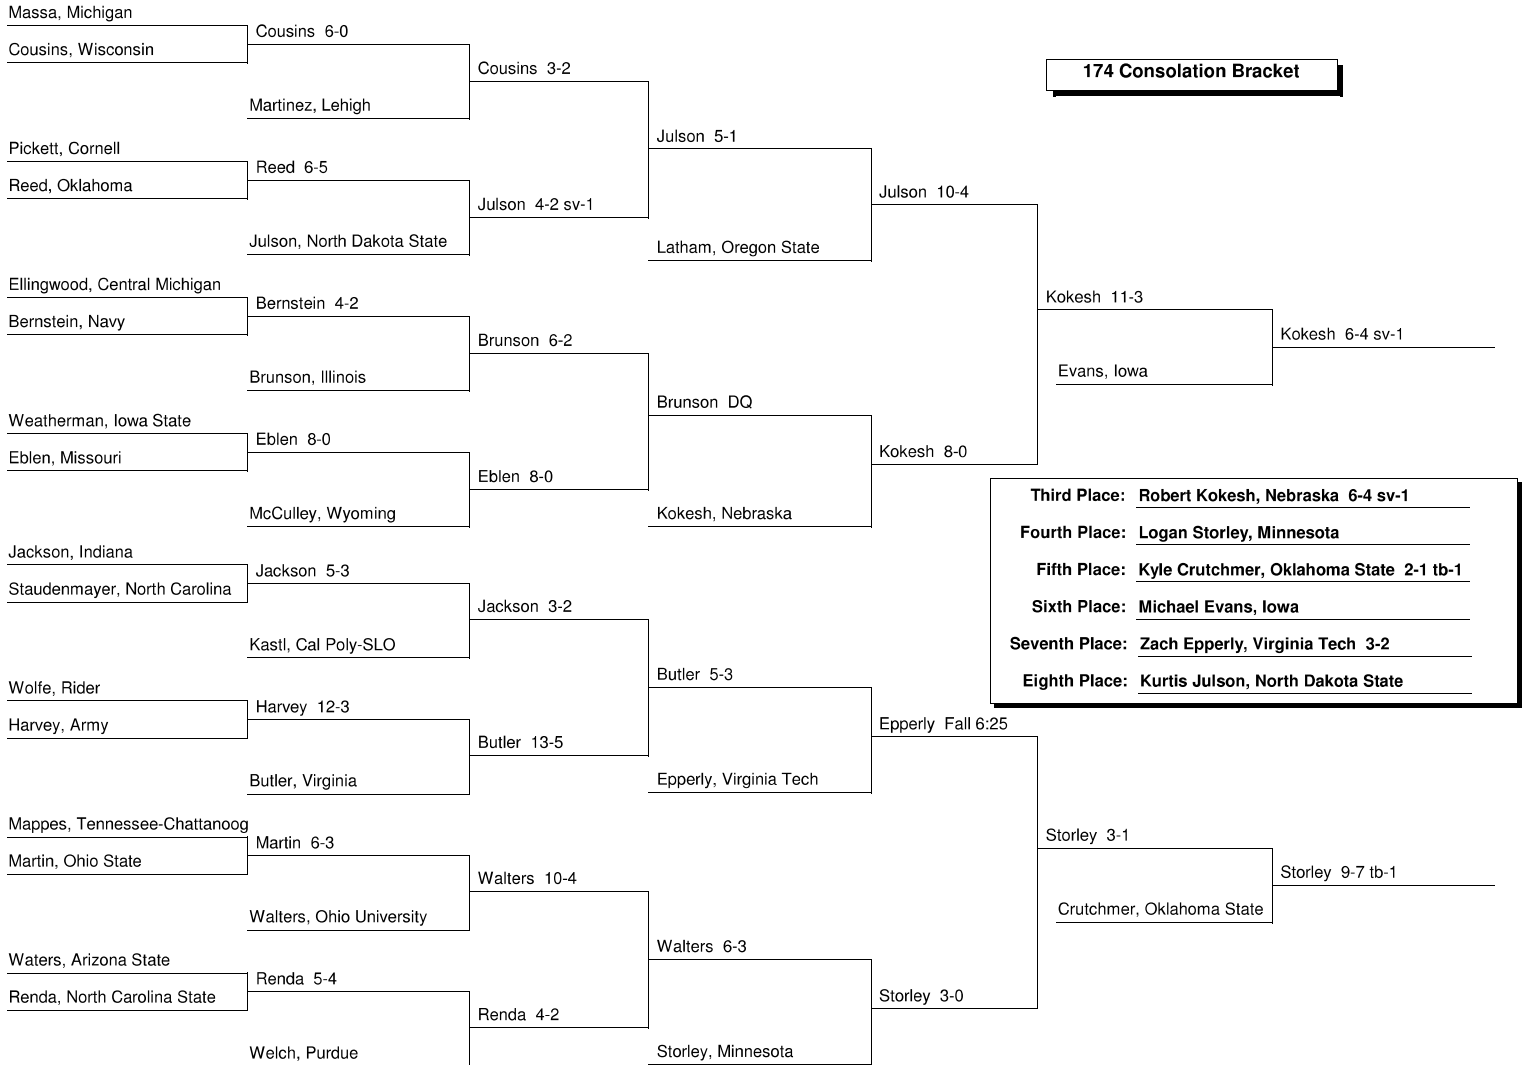 Massa, Michigan
Cousins 6-0
Cousins, Wisconsin
Cousins 3-2
174 Consolation Bracket
Martinez, Lehigh
Julson 5-1
Pickett, Cornell
Reed 6-5
Reed, Oklahoma
Julson 10-4
Julson 4-2 sv-1
Julson, North Dakota State
Latham, Oregon State
Ellingwood, Central Michigan
Kokesh 11-3
Bernstein 4-2
Bernstein, Navy
Kokesh 6-4 sv-1
Brunson 6-2
Evans, Iowa
Brunson, Illinois
Brunson DQ
Weatherman, Iowa State
Eblen 8-0
Kokesh 8-0
Eblen, Missouri
Eblen 8-0
Third Place: Robert Kokesh, Nebraska 6-4 sv-1
McCulley, Wyoming
Kokesh, Nebraska
Fourth Place: Logan Storley, Minnesota
Jackson, Indiana
Jackson 5-3
Fifth Place: Kyle Crutchmer, Oklahoma State 2-1 tb-1
Staudenmayer, North Carolina
Jackson 3-2
Sixth Place: Michael Evans, Iowa
Kastl, Cal Poly-SLO
Seventh Place: Zach Epperly, Virginia Tech 3-2
Butler 5-3
Eighth Place: Kurtis Julson, North Dakota State
Wolfe, Rider
Harvey 12-3
Harvey, Army
Epperly Fall 6:25
Butler 13-5
Butler, Virginia
Epperly, Virginia Tech
Mappes, Tennessee-Chattanoog
Storley 3-1
Martin 6-3
Martin, Ohio State
Storley 9-7 tb-1
Walters 10-4
Crutchmer, Oklahoma State
Walters, Ohio University
Walters 6-3
Waters, Arizona State
Renda 5-4
Renda, North Carolina State
Storley 3-0
Renda 4-2
Welch, Purdue
Storley, Minnesota